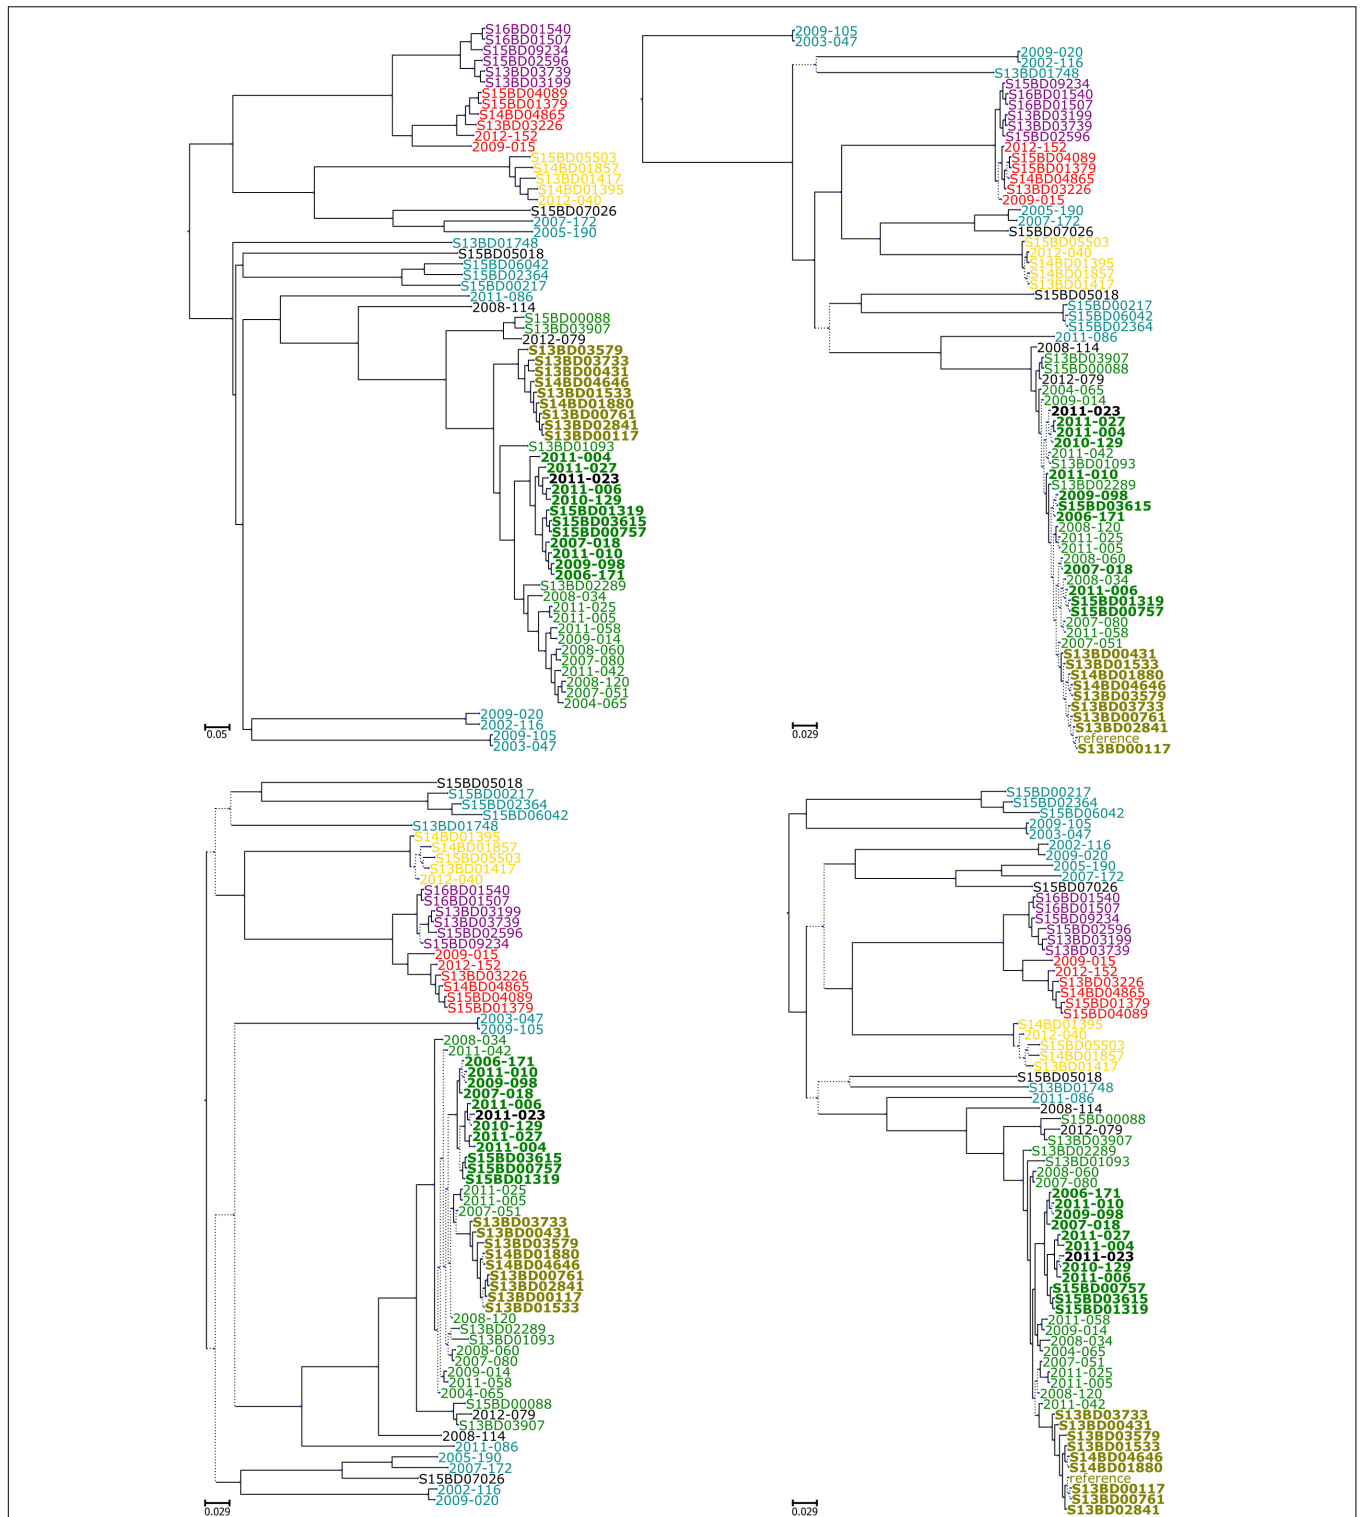 S16BD01540
S16BD01507
S15BD09234
S15BD02596
S13BD03739
S13BD03199
S15BD04089
S15BD01379
S14BD04865
S13BD03226
2012-152
2009-015
S15BD05503
S14BD01857
S13BD01417
S14BD01395
2012-040
S15BD07026
2007-172
2005-190
S13BD01748
S15BD05018
S15BD06042
S15BD02364
S15BD00217
2011-086
2008-114
S15BD00088
S13BD03907
2012-079
S13BD03579
S13BD03733
S13BD00431
S14BD04646
S13BD01533
S14BD01880
S13BD00761
S13BD02841
S13BD00117
S13BD01093
2011-004
2011-027
2011-023
2011-006
2010-129
S15BD01319
S15BD03615
S15BD00757
2007-018
2011-010
2009-098
2006-171
S13BD02289
2008-034
2011-025
2011-005
2011-058
2009-014
2008-060
2007-080
2011-042
2008-120
2007-051
2004-065
2009-020
2002-116
2009-105
2003-047
0.05
2009-105
2003-047
2009-020
2002-116
S13BD01748
S15BD09234
S16BD01540
S16BD01507
S13BD03199
S13BD03739
S15BD02596
2012-152
S15BD04089
S15BD01379
S14BD04865
S13BD03226
2009-015
2005-190
2007-172
S15BD07026
S15BD05503
2012-040
S14BD01395
S14BD01857
S13BD01417
S15BD05018
S15BD00217
S15BD06042
S15BD02364
2011-086
2008-114
S13BD03907
S15BD00088
2012-079
2004-065
2009-014
2011-023
2011-027
2011-004
2010-129
2011-042
S13BD01093
2011-010
S13BD02289
2009-098
S15BD03615
2006-171
2008-120
2011-025
2011-005
2008-060
2007-018
2008-034
2011-006
S15BD01319
S15BD00757
2007-080
2011-058
2007-051
S13BD00431
S13BD01533
S14BD01880
S14BD04646
S13BD03579
S13BD03733
S13BD00761
S13BD02841
reference
S13BD00117
0.029
S15BD05018
S15BD00217
S15BD02364
S15BD06042
S13BD01748
S14BD01395
S14BD01857
S15BD05503
S13BD01417
2012-040
S16BD01540
S16BD01507
S13BD03199
S13BD03739
S15BD02596
S15BD09234
2009-015
2012-152
S13BD03226
S14BD04865
S15BD04089
S15BD01379
2003-047
2009-105
2008-034
2011-042
2006-171
2011-010
2009-098
2007-018
2011-006
2011-023
2010-129
2011-027
2011-004
S15BD03615
S15BD00757
S15BD01319
2011-025
2011-005
2007-051
S13BD03733
S13BD00431
S13BD03579
S14BD01880
S14BD04646
S13BD00761
S13BD02841
S13BD00117
S13BD01533
2008-120
S13BD02289
S13BD01093
2008-060
2007-080
2009-014
2011-058
2004-065
S15BD00088
2012-079
S13BD03907
2008-114
2011-086
2005-190
2007-172
S15BD07026
2002-116
2009-020
0.029
S15BD00217
S15BD02364
S15BD06042
2009-105
2003-047
2002-116
2009-020
2005-190
2007-172
S15BD07026
S16BD01540
S16BD01507
S15BD09234
S15BD02596
S13BD03199
S13BD03739
2009-015
2012-152
S13BD03226
S14BD04865
S15BD01379
S15BD04089
S14BD01395
2012-040
S15BD05503
S14BD01857
S13BD01417
S15BD05018
S13BD01748
2011-086
2008-114
S15BD00088
2012-079
S13BD03907
S13BD02289
S13BD01093
2008-060
2007-080
2006-171
2011-010
2009-098
2007-018
2011-027
2011-004
2011-023
2010-129
2011-006
S15BD00757
S15BD03615
S15BD01319
2011-058
2009-014
2008-034
2004-065
2007-051
2011-025
2011-005
2008-120
2011-042
S13BD03733
S13BD00431
S13BD03579
S13BD01533
S14BD04646
S14BD01880
reference
S13BD00117
S13BD00761
S13BD02841
0.029